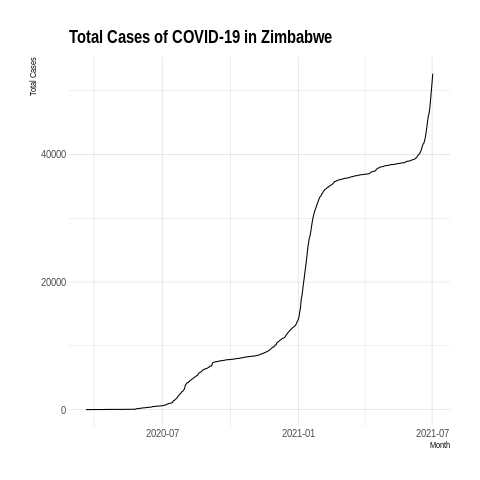 Total Cases of COVID-19 in Zimbabwe
Total Cases
40000
20000
0
2020-07
2021-01
2021-07
Month